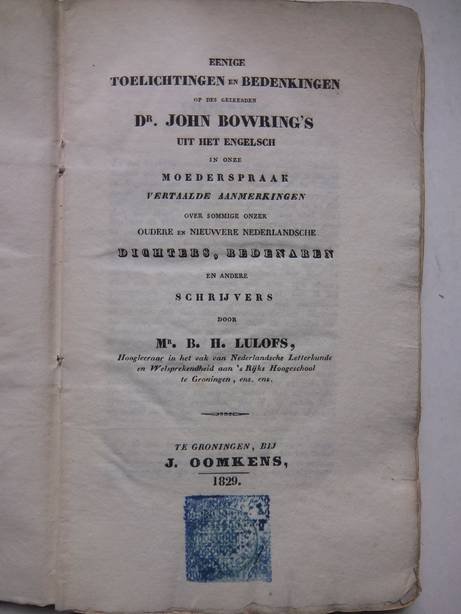 EENIGE
TOELICHTINGEN EN BEDENKINGEN
OP DES GELEERDEN
DR. JOHN BOWRING'S
UIT HET ENGELSCH
IN ONZE
MOEDERSPRAAK
VERTAALDE AANMERKINGEN
OVER SOMMIGE ONZER
OUDERE EN NIEUWERE NEDERLANDSCHE
DICHTERS, REDENAREN
EN ANDERE
SCHRIJVERS
DOOR
MR. B. H. LULOFS,
Hoogleeraar in het vak van Nederlandsche Letterkunde
en Welsprekendheid aan 's Rijks Hoogeschool
te Groningen, enz. enz.
TE GRONINGEN, BIJ
J. OOMKENS,
1829.